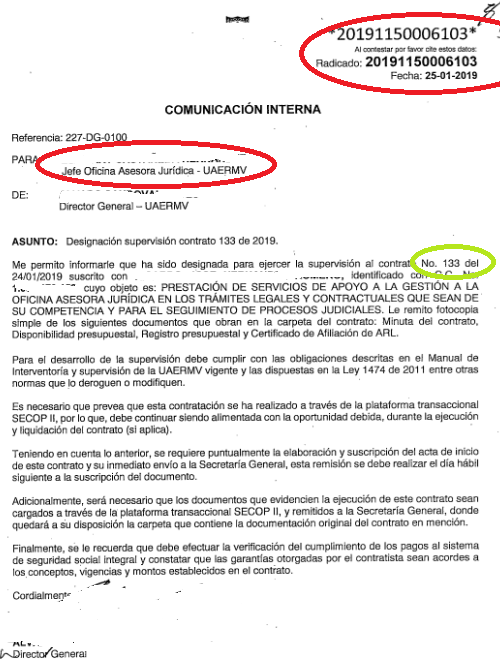 *20191150006103*
Al contestar por favor cite estos datos:
Radicado: 20191150006103
Fecha: 25-01-2019
COMUNICACIÓN INTERNA
Referencia: 227-DG-0100
PARA
Jefe Oficina Asesora Jurídica - UAERMV
DE:
Director General – UAERMV
ASUNTO: Designación supervisión contrato 133 de 2019.
Me permito informarle que ha sido designada para ejercer la supervisión al contrato No. 133 del
24/01/2019 suscrito con identificado con C.C. No.
cuyo objeto es: PRESTACIÓN DE SERVICIOS DE APOYO A LA GESTIÓN A LA
OFICINA ASESORA JURÍDICA EN LOS TRÁMITES LEGALES Y CONTRACTUALES QUE SEAN DE
SU COMPETENCIA Y PARA EL SEGUIMIENTO DE PROCESOS JUDICIALES. Le remito fotocopia
simple de los siguientes documentos que obran en la carpeta del contrato: Minuta del contrato,
Disponibilidad presupuestal, Registro presupuestal y Certificado de Afiliación de ARL.
Para el desarrollo de la supervisión debe cumplir con las obligaciones descritas en el Manual de
Interventoría y supervisión de la UAERMV vigente y las dispuestas en la Ley 1474 de 2011 entre otras
normas que lo deroguen o modifiquen.
Es necesario que prevea que esta contratación se ha realizado a través de la plataforma transaccional
SECOP II, por lo que, debe continuar siendo alimentada con la oportunidad debida, durante la ejecución
y liquidación del contrato (si aplica).
Teniendo en cuenta lo anterior, se requiere puntualmente la elaboración y suscripción del acta de inicio
de este contrato y su inmediato envío a la Secretaría General, esta remisión se debe realizar el día hábil
siguiente a la suscripción del documento.
Adicionalmente, será necesario que los documentos que evidencien la ejecución de este contrato sean
cargados a través de la plataforma transaccional SECOP II, y remitidos a la Secretaría General, donde
quedará a su disposición la carpeta que contiene la documentación original del contrato en mención.
Finalmente, se le recuerda que debe efectuar la verificación del cumplimiento de los pagos al sistema
de seguridad social integral y constatar que las garantías otorgadas por el contratista sean acordes a
los conceptos, vigencias y montos establecidos en el contrato.
Cordialmente
Director General